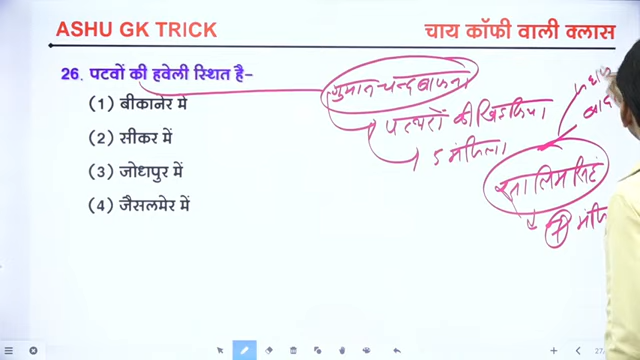 ASHU GK TRICK
चाय कॉफी वाली क्लास
26. पटवों की हवेली स्थित है-
(1) बीकानेर में
(2) सीकर में
(3) जोधपुर में
(4) जैसलमेर में
गुमानचन्द बाफना
पत्थरों की खिड़किया
5 मंजिला
सालिमसिंह
27